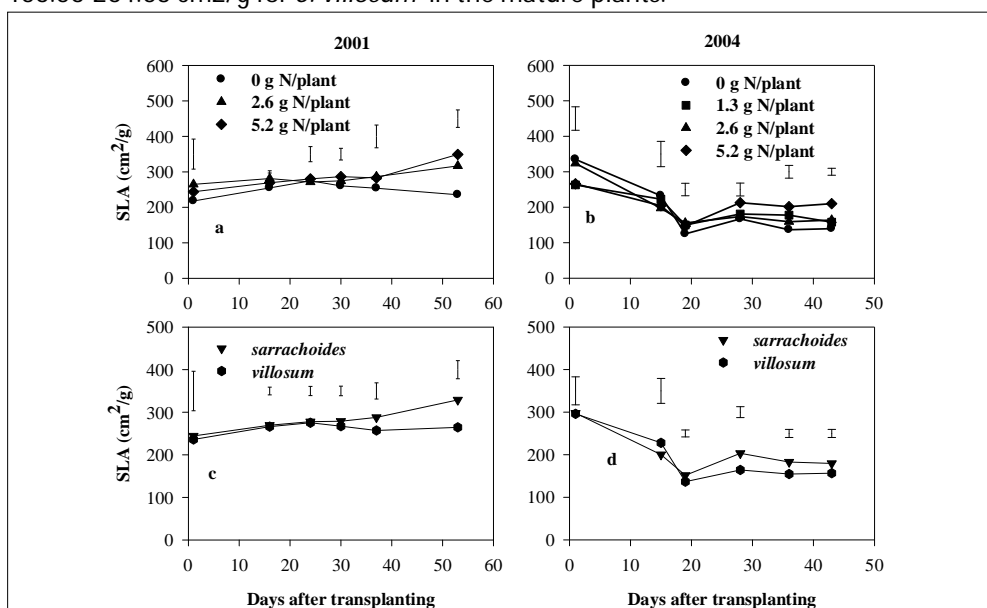 cm2/g for S. villosum in the mature plants.
2001
600
500
400
300
200
100
0
SLA (cm2/g)
0 g N/plant
2.6 g N/plant
5.2 g N/plant
a
0 10 20 30 40 50 60
2004
600
500
400
300
200
100
0
0 g N/plant
1.3 g N/plant
2.6 g N/plant
5.2 g N/plant
b
0 10 20 30 40 50
500
400
300
200
100
0
SLA (cm2/g)
sarrachoides
villosum
c
0 10 20 30 40 50 60
Days after transplanting
500
400
300
200
100
0
sarrachoides
villosum
d
0 10 20 30 40 50
Days after transplanting